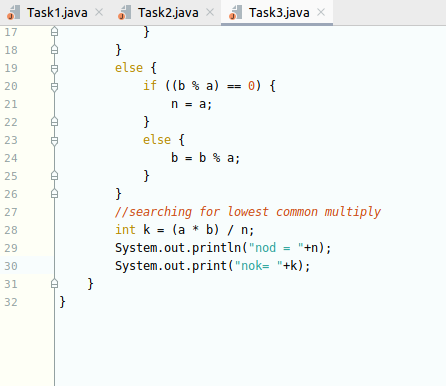 Task1.java Task2.java Task3.java
17 }
18 }
19 else {
20 if ((b % a) == 0) {
21 n = a;
22 }
23 else {
24 b = b % a;
25 }
26 }
27 //searching for lowest common multiply
28 int k = (a * b) / n;
29 System.out.println("nod = "+n);
30 System.out.print("nok= "+k);
31 }
32 }